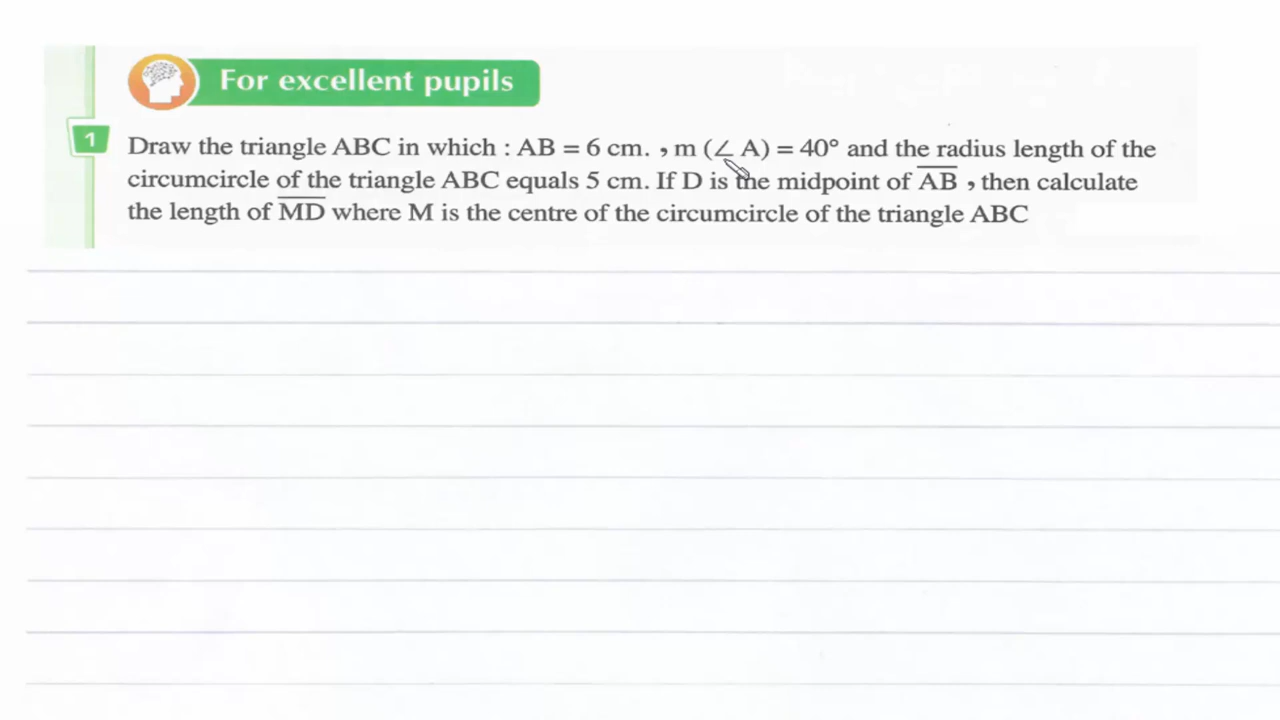 For excellent pupils
1
Draw the triangle ABC in which : AB = 6 cm. , m (∠ A) = 40° and the radius length of the
circumcircle of the triangle ABC equals 5 cm. If D is the midpoint of A̅B̅ , then calculate
the length of M̅D̅ where M is the centre of the circumcircle of the triangle ABC